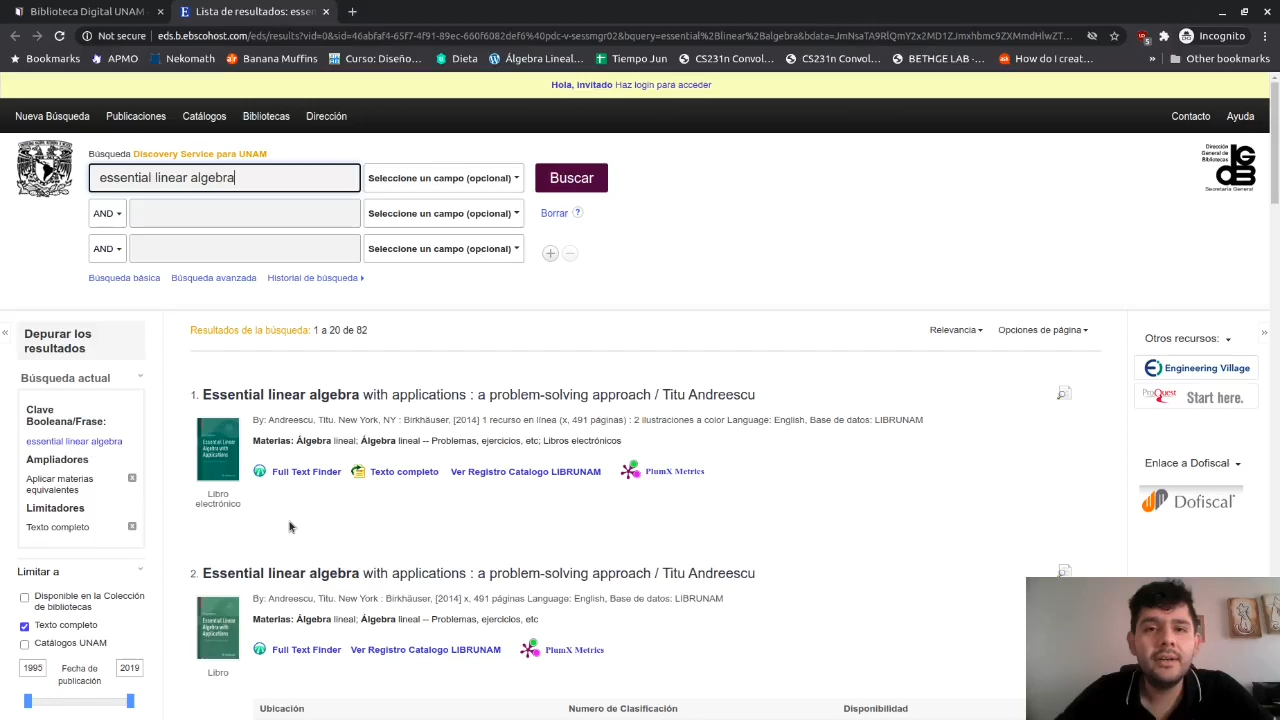 Biblioteca Digital UNAM
Lista de resultados: esser
Not secure eds.b.ebscohost.com/eds/results?vid=0&sid=46abfaf4-65f7-4f91-89ec-660f6082def6%40pdc-v-sessmgr02&bquery=essential%2Blinear%2Balgebra&bdata=JmNsaTA9RlQmY2x2MD1ZJmxhbmc9ZXMmdHlwZT... Incognito
Bookmarks APMO Nekomath Banana Muffins Curso: Diseño... Dieta Álgebra Lineal... Tiempo Jun CS231n Convol... CS231n Convol... BETHGE LAB -... How do I creat... » Other bookmarks
Hola, invitado Haz login para acceder
Nueva Búsqueda Publicaciones Catálogos Bibliotecas Dirección Contacto Ayuda
Búsqueda Discovery Service para UNAM
essential linear algebra Seleccione un campo (opcional) Buscar
AND Seleccione un campo (opcional) Borrar ?
AND Seleccione un campo (opcional)
Búsqueda básica Búsqueda avanzada Historial de búsqueda
Dirección
General de
Bibliotecas
Secretaría General
Depurar los
resultados
Búsqueda actual
Clave
Booleana/Frase:
essential linear algebra
Ampliadores
Aplicar materias
equivalentes
Limitadores
Texto completo
Limitar a
Disponible en la Colección
de bibliotecas
Texto completo
Catálogos UNAM
1995 Fecha de 2019
publicación
Resultados de la búsqueda: 1 a 20 de 82 Relevancia Opciones de página
1. Essential linear algebra with applications : a problem-solving approach / Titu Andreescu
By: Andreescu, Titu. New York, NY : Birkhäuser, [2014] 1 recurso en línea (x, 491 páginas) : 2 ilustraciones a color Language: English, Base de datos: LIBRUNAM
Materias: Álgebra lineal; Álgebra lineal -- Problemas, ejercicios, etc; Libros electrónicos
Full Text Finder Texto completo Ver Registro Catalogo LIBRUNAM PlumX Metrics
Libro
electrónico
2. Essential linear algebra with applications : a problem-solving approach / Titu Andreescu
By: Andreescu, Titu. New York : Birkhäuser, [2014] x, 491 páginas Language: English, Base de datos: LIBRUNAM
Materias: Álgebra lineal; Álgebra lineal -- Problemas, ejercicios, etc
Full Text Finder Ver Registro Catalogo LIBRUNAM PlumX Metrics
Libro
Ubicación Numero de Clasificación Disponibilidad
Otros recursos:
Engineering Village
ProQuest Start here.
Enlace a Dofiscal
Dofiscal